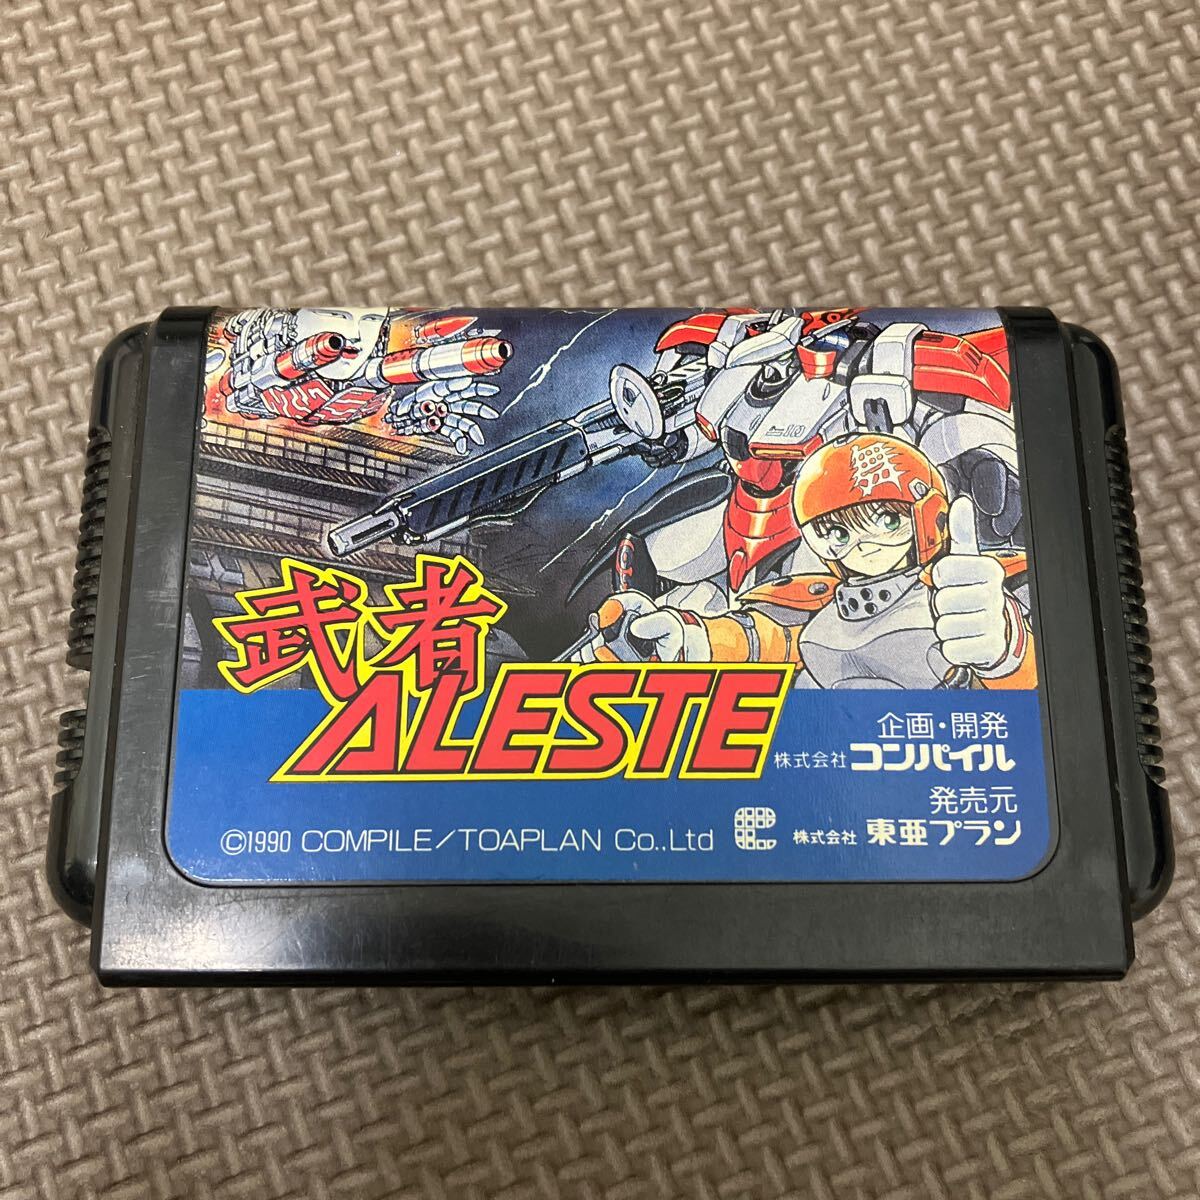 武者
ALESTE
企画・開発
株式会社 コンパイル
発売元
株式会社 東亜プラン
©1990 COMPILE/TOAPLAN Co.,Ltd